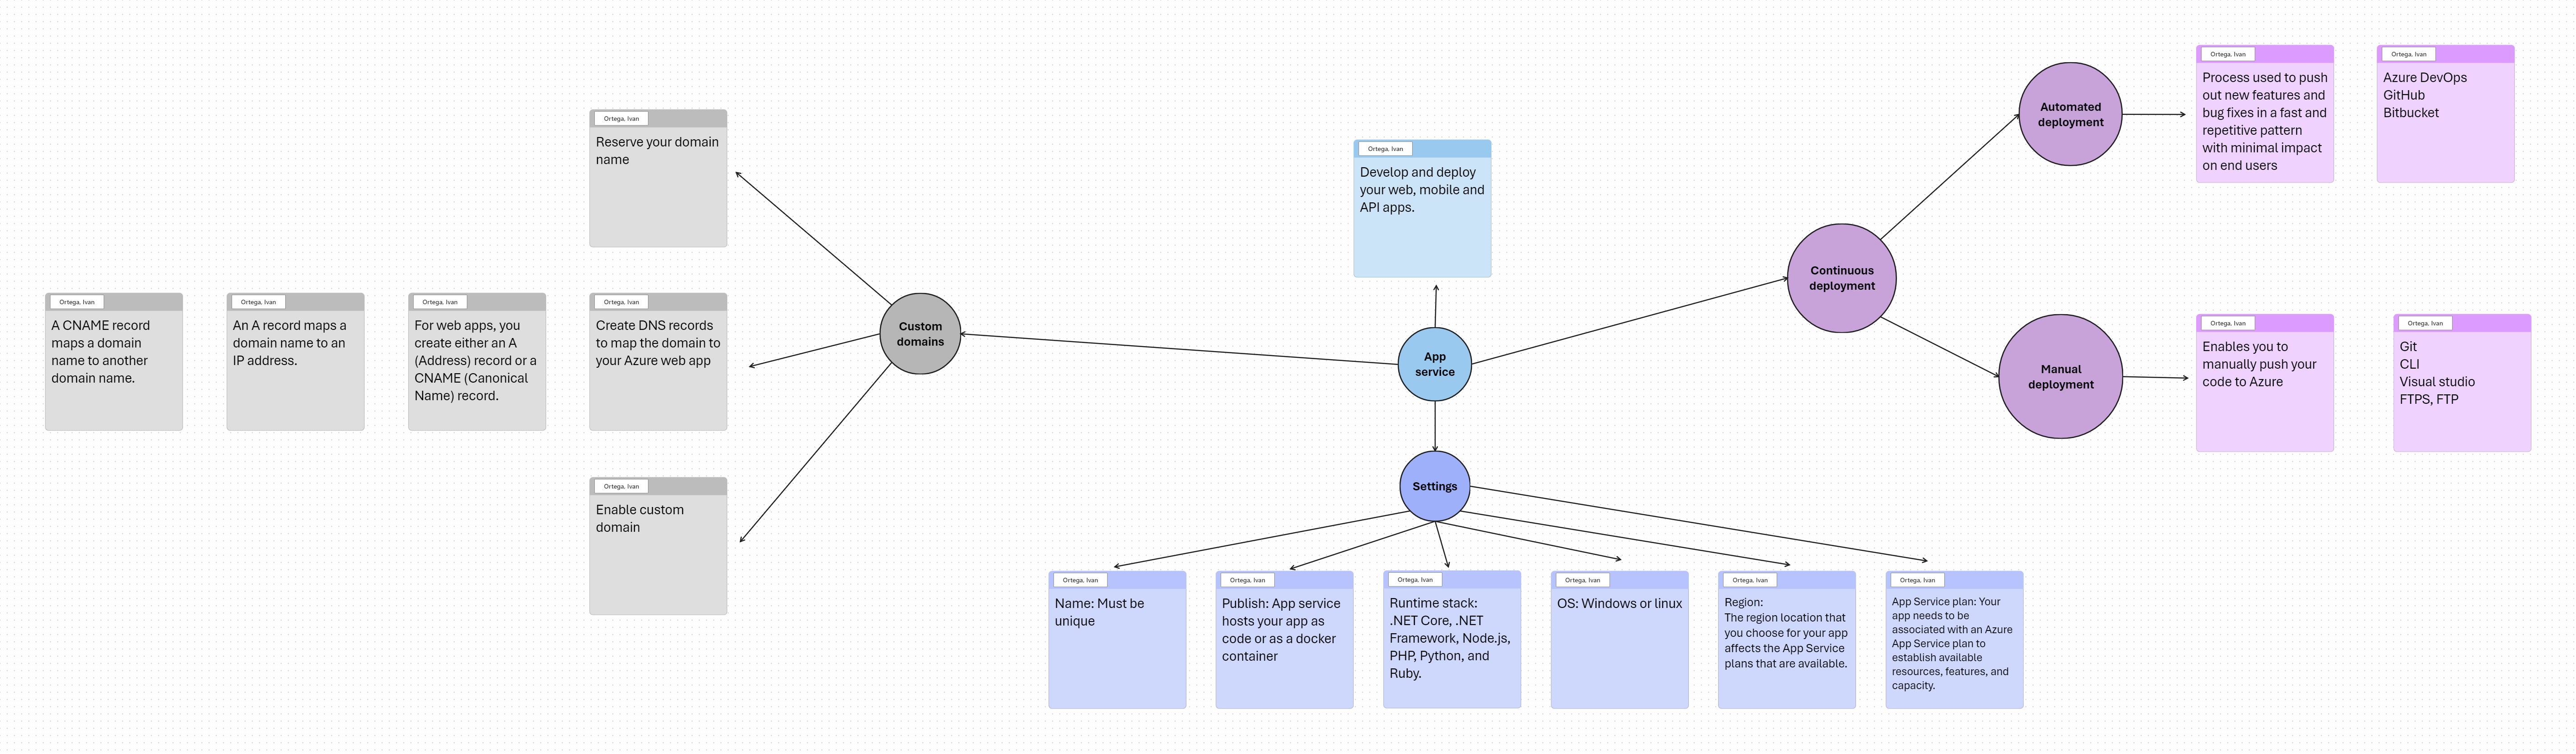 Ortega, Ivan
Reserve your domain
name
Ortega, Ivan
A CNAME record
maps a domain
name to another
domain name.
Ortega, Ivan
An A record maps a
domain name to an
IP address.
Ortega, Ivan
For web apps, you
create either an A
(Address) record or a
CNAME (Canonical
Name) record.
Ortega, Ivan
Create DNS records
to map the domain to
your Azure web app
Ortega, Ivan
Enable custom
domain
Custom
domains
Ortega, Ivan
Develop and deploy
your web, mobile and
API apps.
App
service
Settings
Ortega, Ivan
Name: Must be
unique
Ortega, Ivan
Publish: App service
hosts your app as
code or as a docker
container
Ortega, Ivan
Runtime stack:
.NET Core, .NET
Framework, Node.js,
PHP, Python, and
Ruby.
Ortega, Ivan
OS: Windows or linux
Ortega, Ivan
Region:
The region location that
you choose for your app
affects the App Service
plans that are available.
Ortega, Ivan
App Service plan: Your
app needs to be
associated with an Azure
App Service plan to
establish available
resources, features, and
capacity.
Continuous
deployment
Automated
deployment
Ortega, Ivan
Process used to push
out new features and
bug fixes in a fast and
repetitive pattern
with minimal impact
on end users
Ortega, Ivan
Azure DevOps
GitHub
Bitbucket
Manual
deployment
Ortega, Ivan
Enables you to
manually push your
code to Azure
Ortega, Ivan
Git
CLI
Visual studio
FTPS, FTP